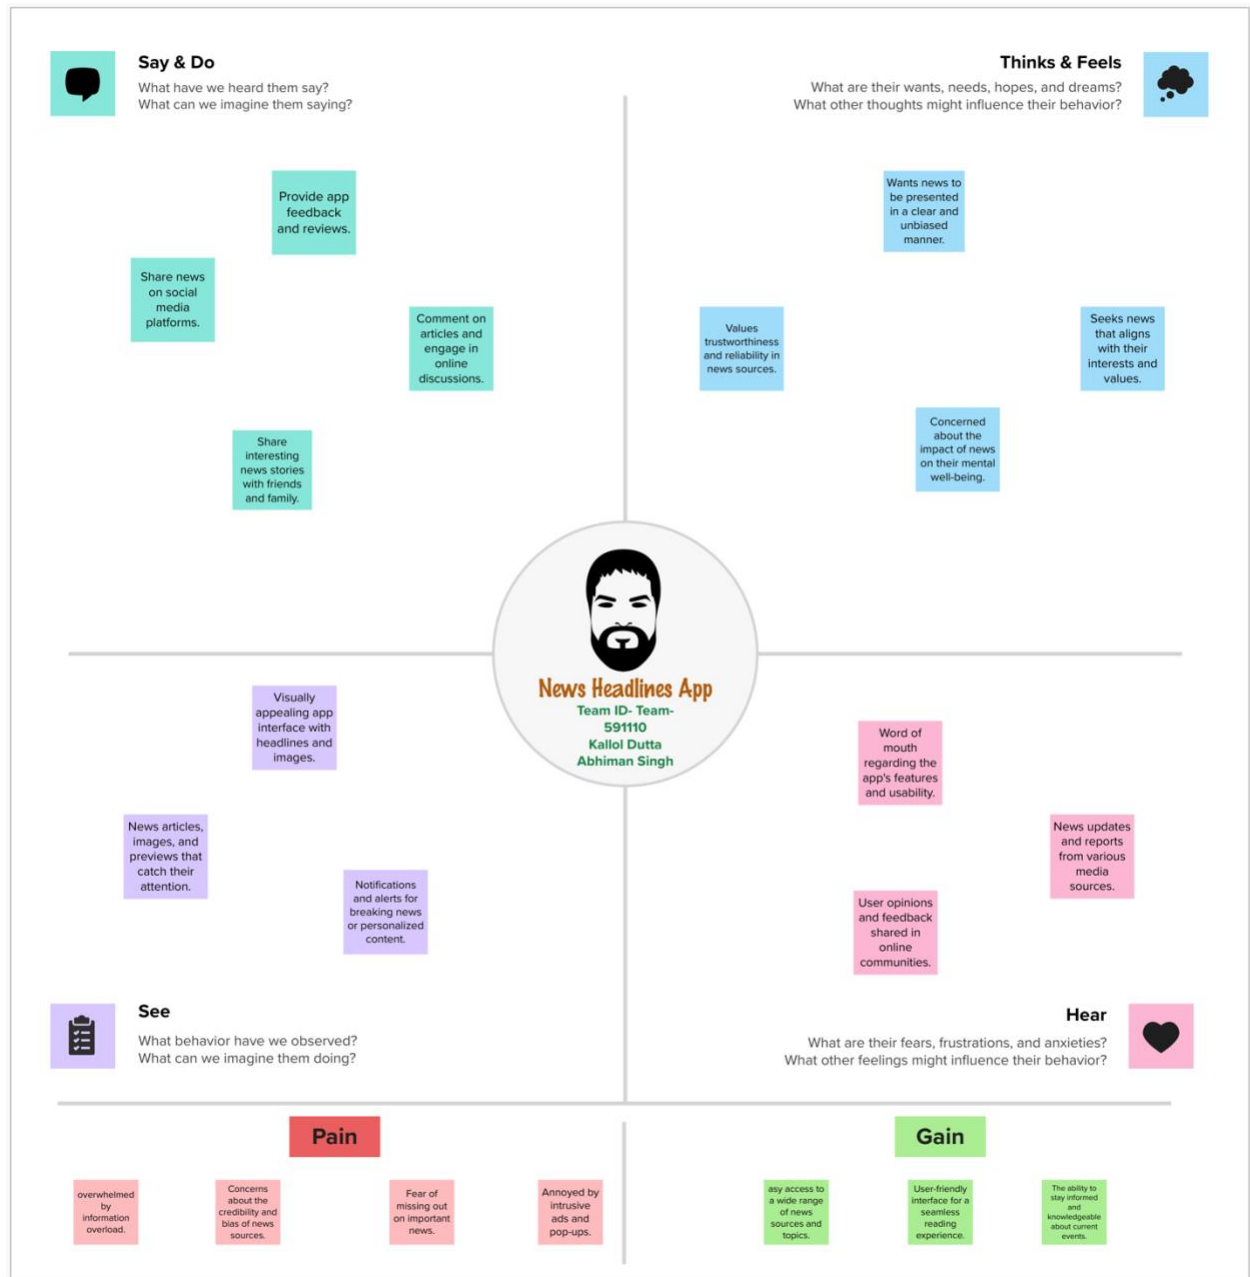 Say & Do
What have we heard them say?
What can we imagine them saying?
Provide app
feedback
and reviews.
Share news
on social
media
platforms.
Comment on
articles and
engage in
online
discussions.
Share
interesting
news stories
with friends
and family.
Thinks & Feels
What are their wants, needs, hopes, and dreams?
What other thoughts might influence their behavior?
Wants news to
be presented
in a clear and
unbiased
manner.
Values
trustworthiness
and reliability in
news sources.
Seeks news
that aligns
with their
interests and
values.
Concerned
about the
impact of news
on their mental
well-being.
News Headlines App
Team ID- Team-
591110
Kallol Dutta
Abhiman Singh
Visually
appealing app
interface with
headlines and
images.
News articles,
images, and
previews that
catch their
attention.
Notifications
and alerts for
breaking news
or personalized
content.
See
What behavior have we observed?
What can we imagine them doing?
Word of
mouth
regarding the
app's features
and usability.
News updates
and reports
from various
media
sources.
User opinions
and feedback
shared in
online
communities.
Hear
What are their fears, frustrations, and anxieties?
What other feelings might influence their behavior?
Pain
overwhelmed
by
information
overload.
Concerns
about the
credibility and
bias of news
sources.
Fear of
missing out
on important
news.
Annoyed by
intrusive
ads and
pop-ups.
Gain
asy access to
a wide range
of news
sources and
topics.
User-friendly
interface for a
seamless
reading
experience.
The ability to
stay informed
and
knowledgeable
about current
events.